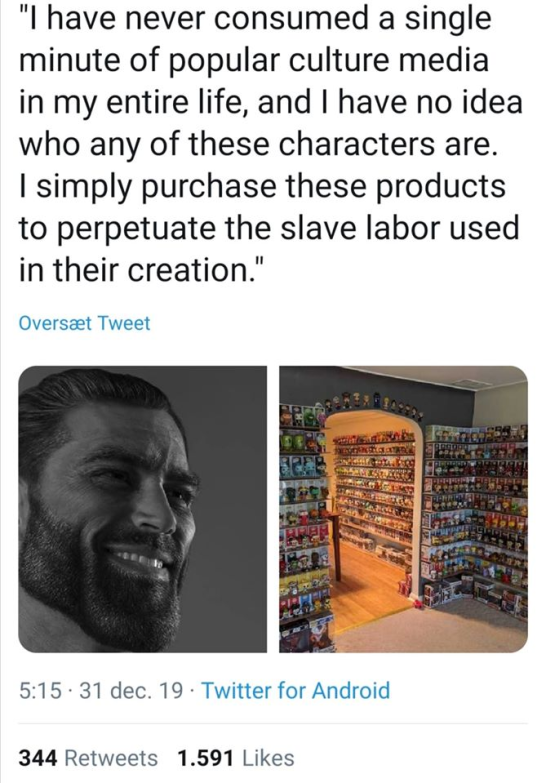 "I have never consumed a single
minute of popular culture media
in my entire life, and I have no idea
who any of these characters are.
I simply purchase these products
to perpetuate the slave labor used
in their creation."
Oversæt Tweet
5:15 · 31 dec. 19 · Twitter for Android
344 Retweets 1.591 Likes